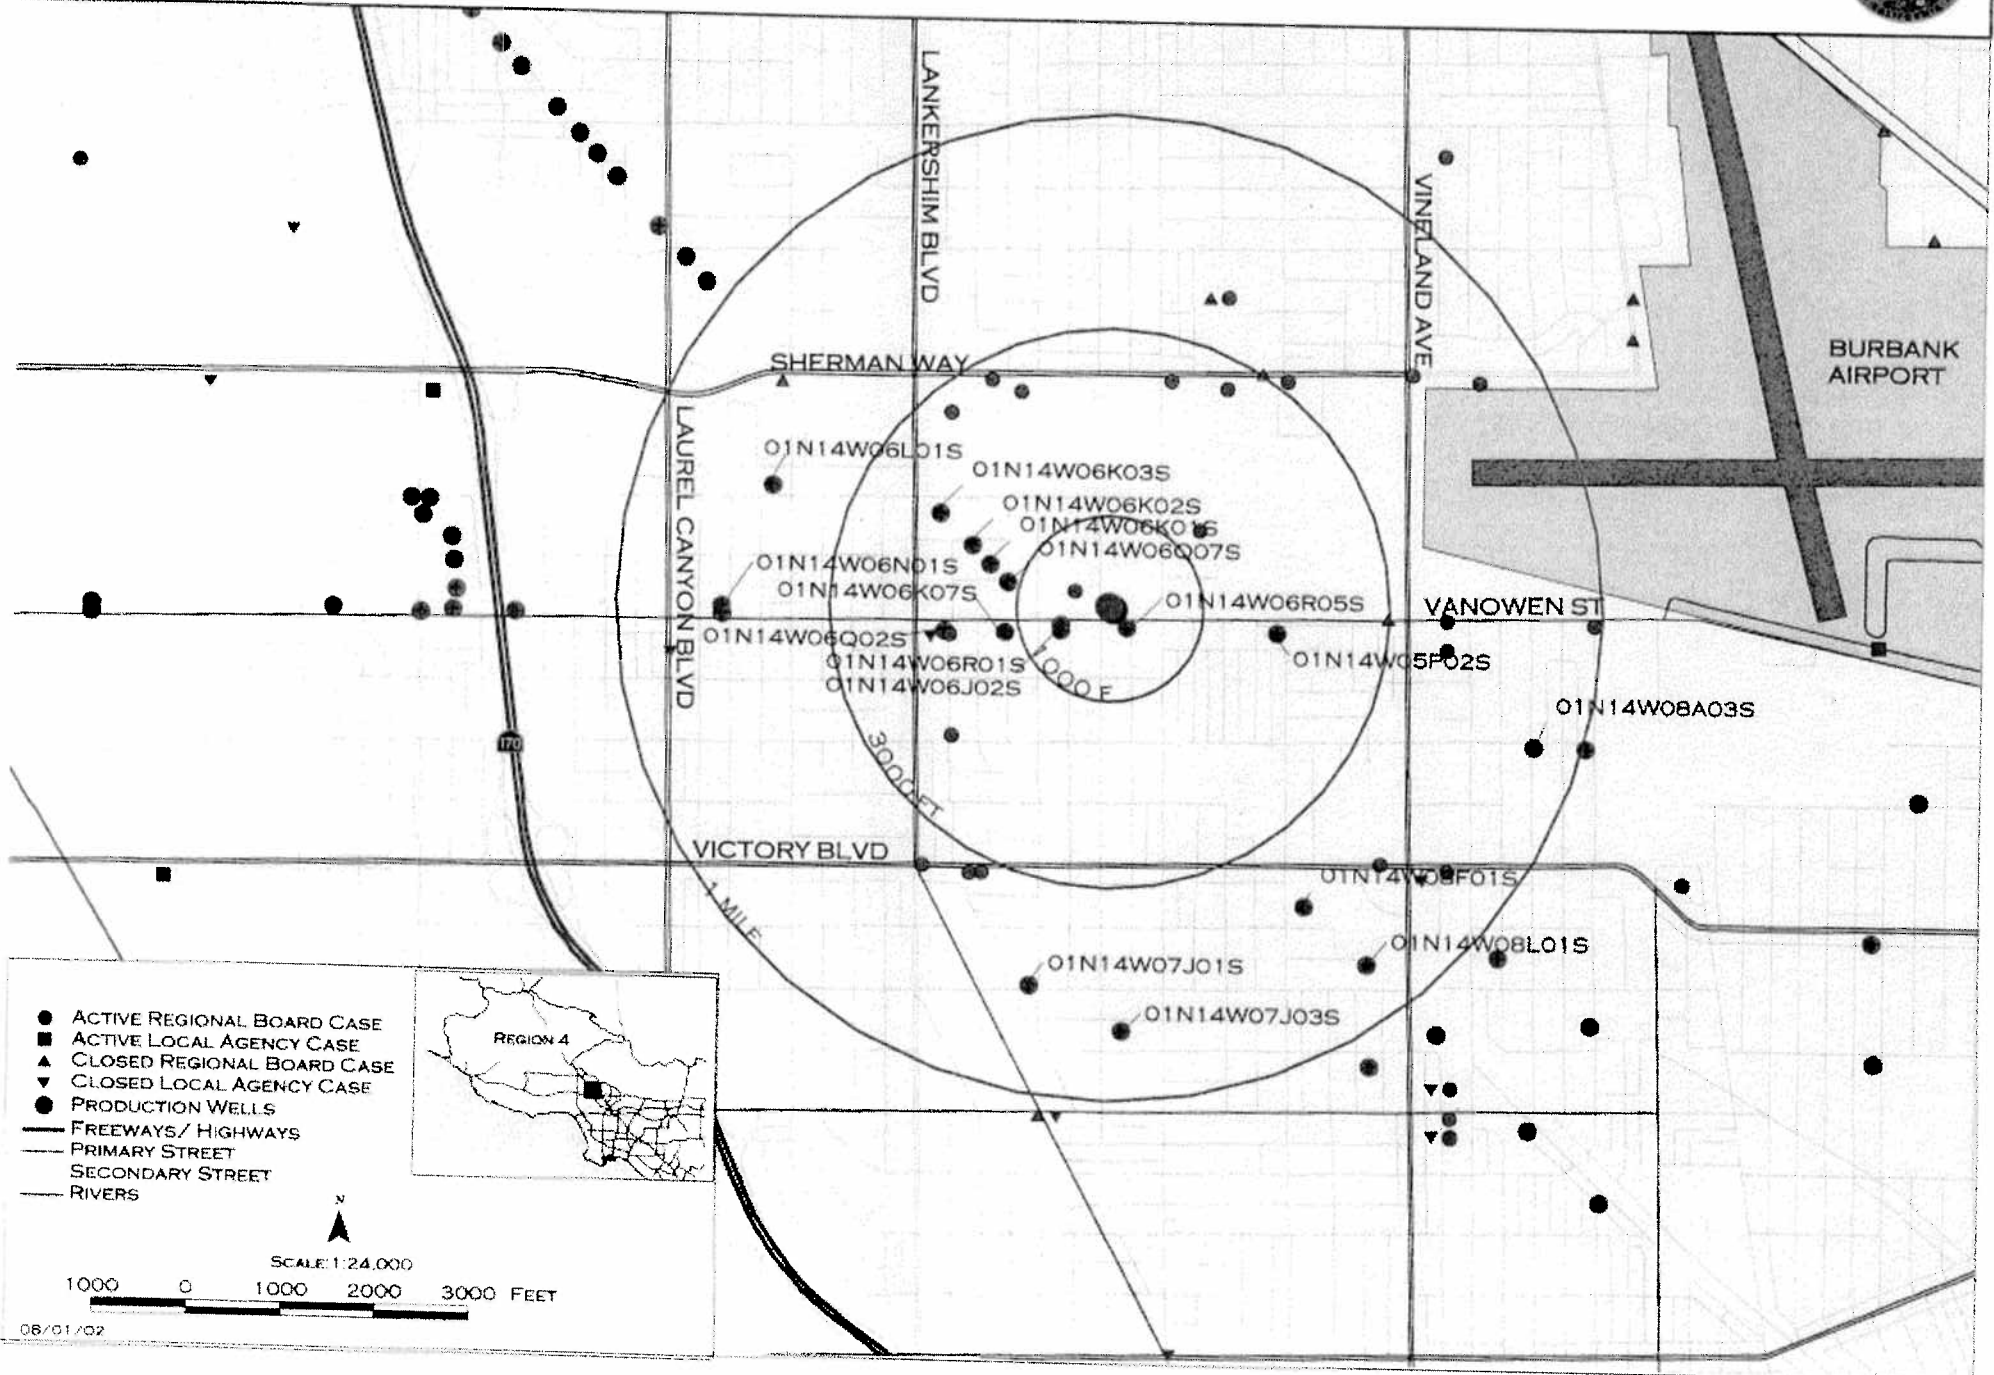 LANKERSHIM BLVD
VINELAND AVE
BURBANK
AIRPORT
SHERMAN WAY
LAUREL CANYON BLVD
01N14W06L01S
01N14W06K03S
01N14W06K02S
01N14W06K01S
01N14W06Q07S
01N14W06N01S
01N14W06K07S
01N14W06R05S
VANOWEN ST
01N14W06Q02S
01N14W06R01S
01N14W06J02S
01N14W05P02S
1000 F
01N14W08A03S
170
3000 FT
VICTORY BLVD
1 MILE
01N14W08F01S
01N14W08L01S
01N14W07J01S
01N14W07J03S
ACTIVE REGIONAL BOARD CASE
ACTIVE LOCAL AGENCY CASE
CLOSED REGIONAL BOARD CASE
CLOSED LOCAL AGENCY CASE
PRODUCTION WELLS
FREEWAYS/ HIGHWAYS
PRIMARY STREET
SECONDARY STREET
RIVERS
REGION 4
N
SCALE: 1:24,000
1000 0 1000 2000 3000 FEET
08/01/02